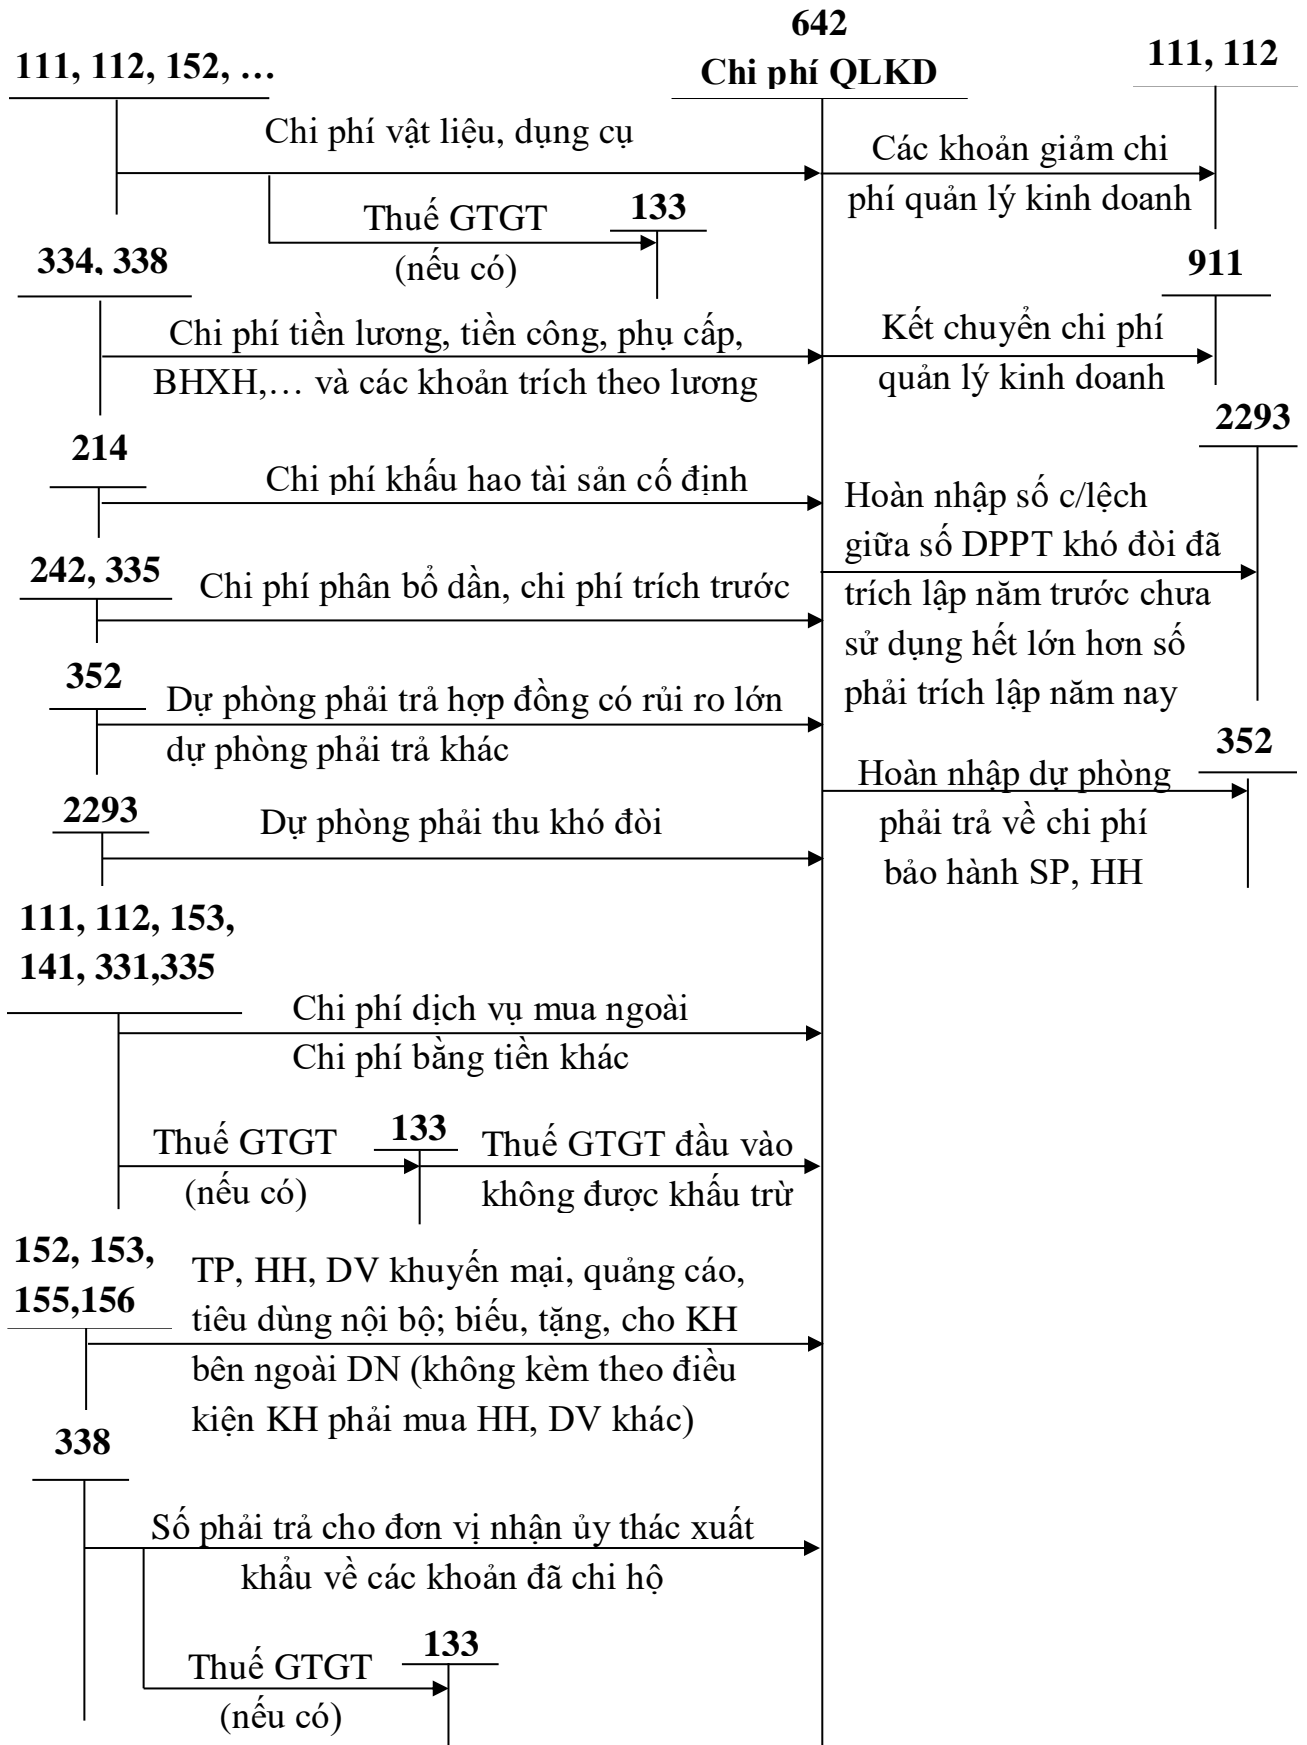 642
Chi phí QLKD
111, 112, 152, …
111, 112
Chi phí vật liệu, dụng cụ
Các khoản giảm chi
phí quản lý kinh doanh
Thuế GTGT
(nếu có)
133
334, 338
911
Chi phí tiền lương, tiền công, phụ cấp,
BHXH,… và các khoản trích theo lương
Kết chuyển chi phí
quản lý kinh doanh
214
2293
Chi phí khấu hao tài sản cố định
Hoàn nhập số c/lệch
giữa số DPPT khó đòi đã
trích lập năm trước chưa
sử dụng hết lớn hơn số
phải trích lập năm nay
242, 335
Chi phí phân bổ dần, chi phí trích trước
352
Dự phòng phải trả hợp đồng có rủi ro lớn
dự phòng phải trả khác
352
Hoàn nhập dự phòng
phải trả về chi phí
bảo hành SP, HH
2293
Dự phòng phải thu khó đòi
111, 112, 153,
141, 331,335
Chi phí dịch vụ mua ngoài
Chi phí bằng tiền khác
Thuế GTGT
(nếu có)
133
Thuế GTGT đầu vào
không được khấu trừ
152, 153,
155,156
TP, HH, DV khuyến mại, quảng cáo,
tiêu dùng nội bộ; biếu, tặng, cho KH
bên ngoài DN (không kèm theo điều
kiện KH phải mua HH, DV khác)
338
Số phải trả cho đơn vị nhận ủy thác xuất
khẩu về các khoản đã chi hộ
Thuế GTGT
(nếu có)
133